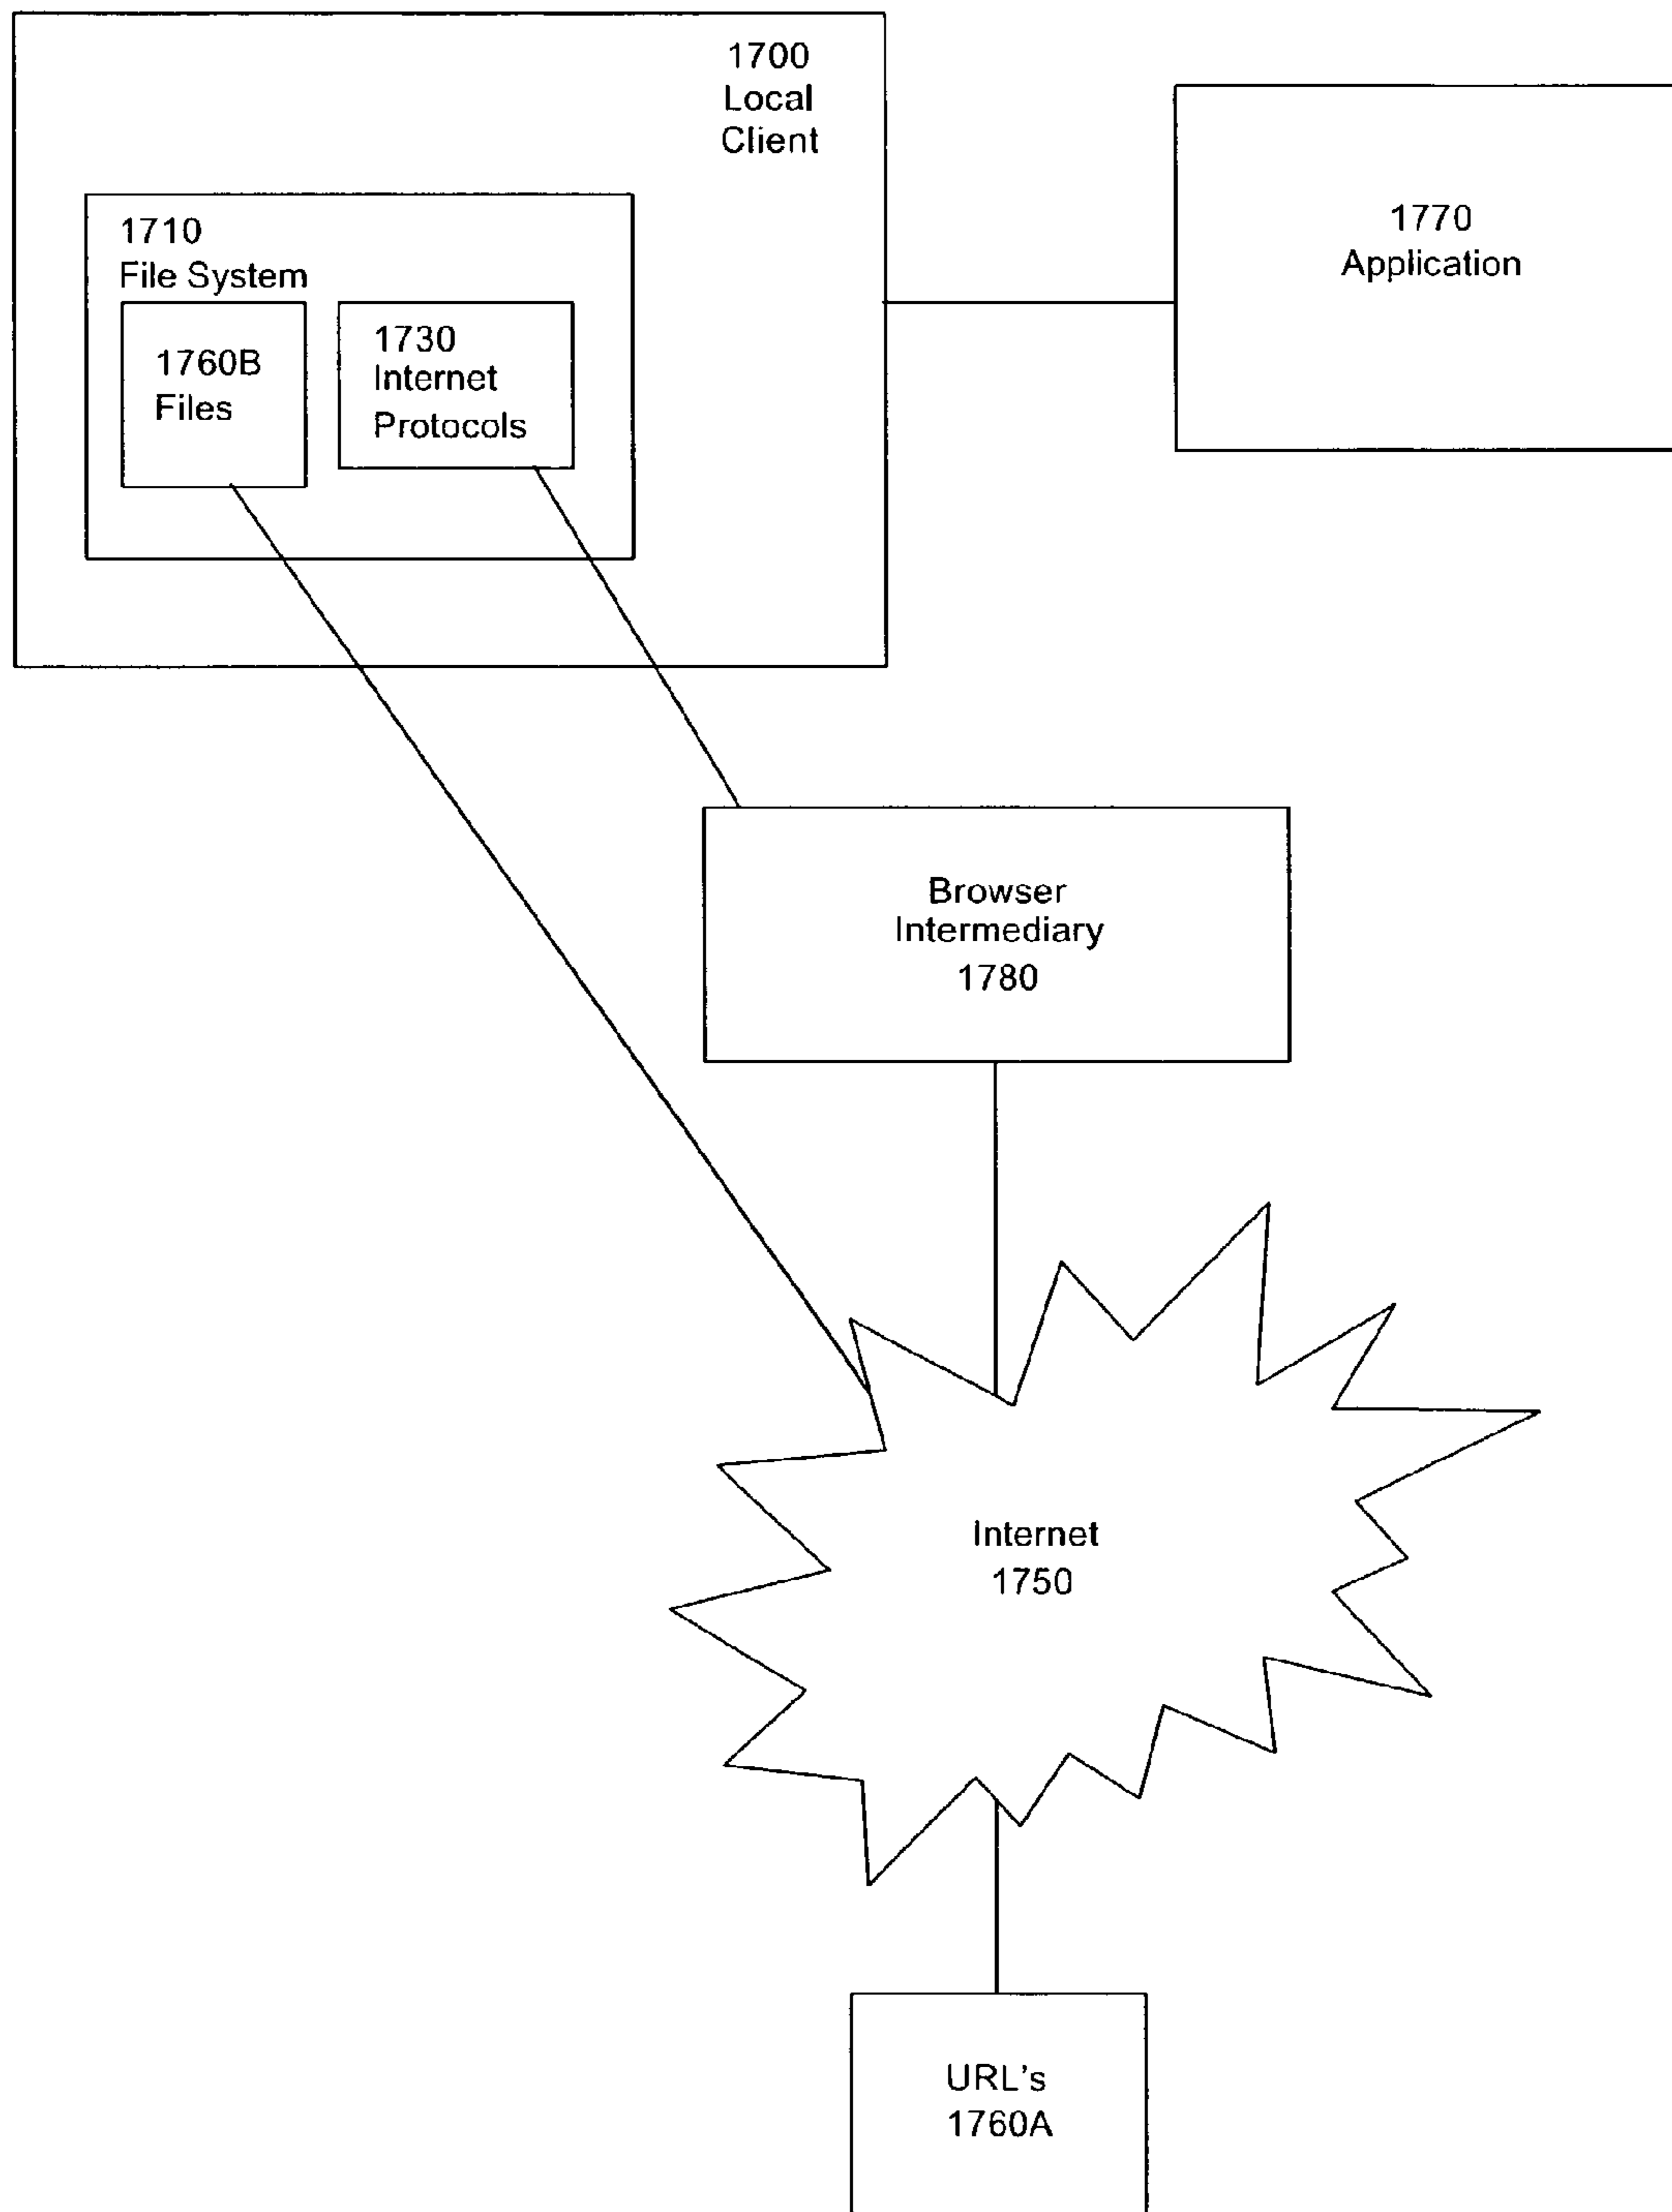 1700
Local
Client
1710
File System
1760B
Files
1730
Internet
Protocols
1770
Application
Browser
Intermediary
1780
Internet
1750
URL's
1760A